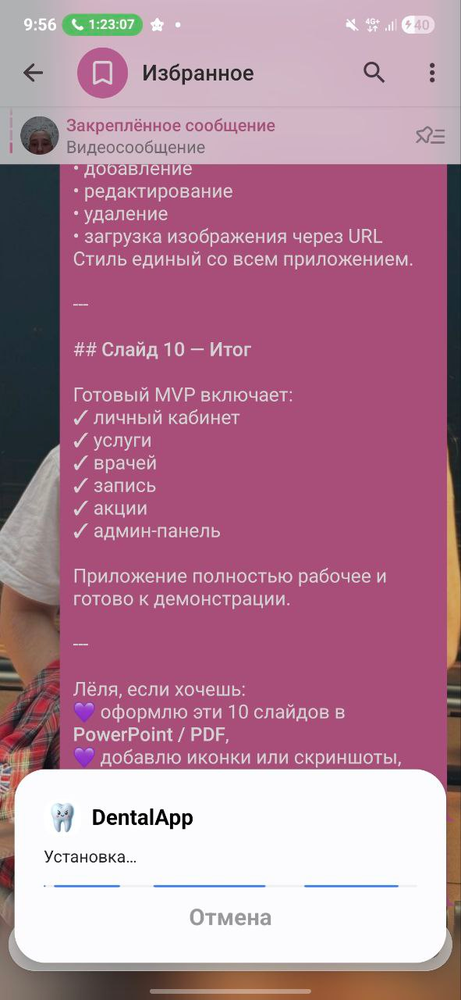 9:56 1:23:07 4G+ 40
Избранное
Закреплённое сообщение
Видеосообщение
• добавление
• редактирование
• удаление
• загрузка изображения через URL
Стиль единый со всем приложением.
---
## Слайд 10 — Итог
Готовый MVP включает:
✓ личный кабинет
✓ услуги
✓ врачей
✓ запись
✓ акции
✓ админ-панель
Приложение полностью рабочее и
готово к демонстрации.
---
Лёля, если хочешь:
💜 оформлю эти 10 слайдов в
PowerPoint / PDF,
💜 добавлю иконки или скриншоты,
DentalApp
Установка...
Отмена